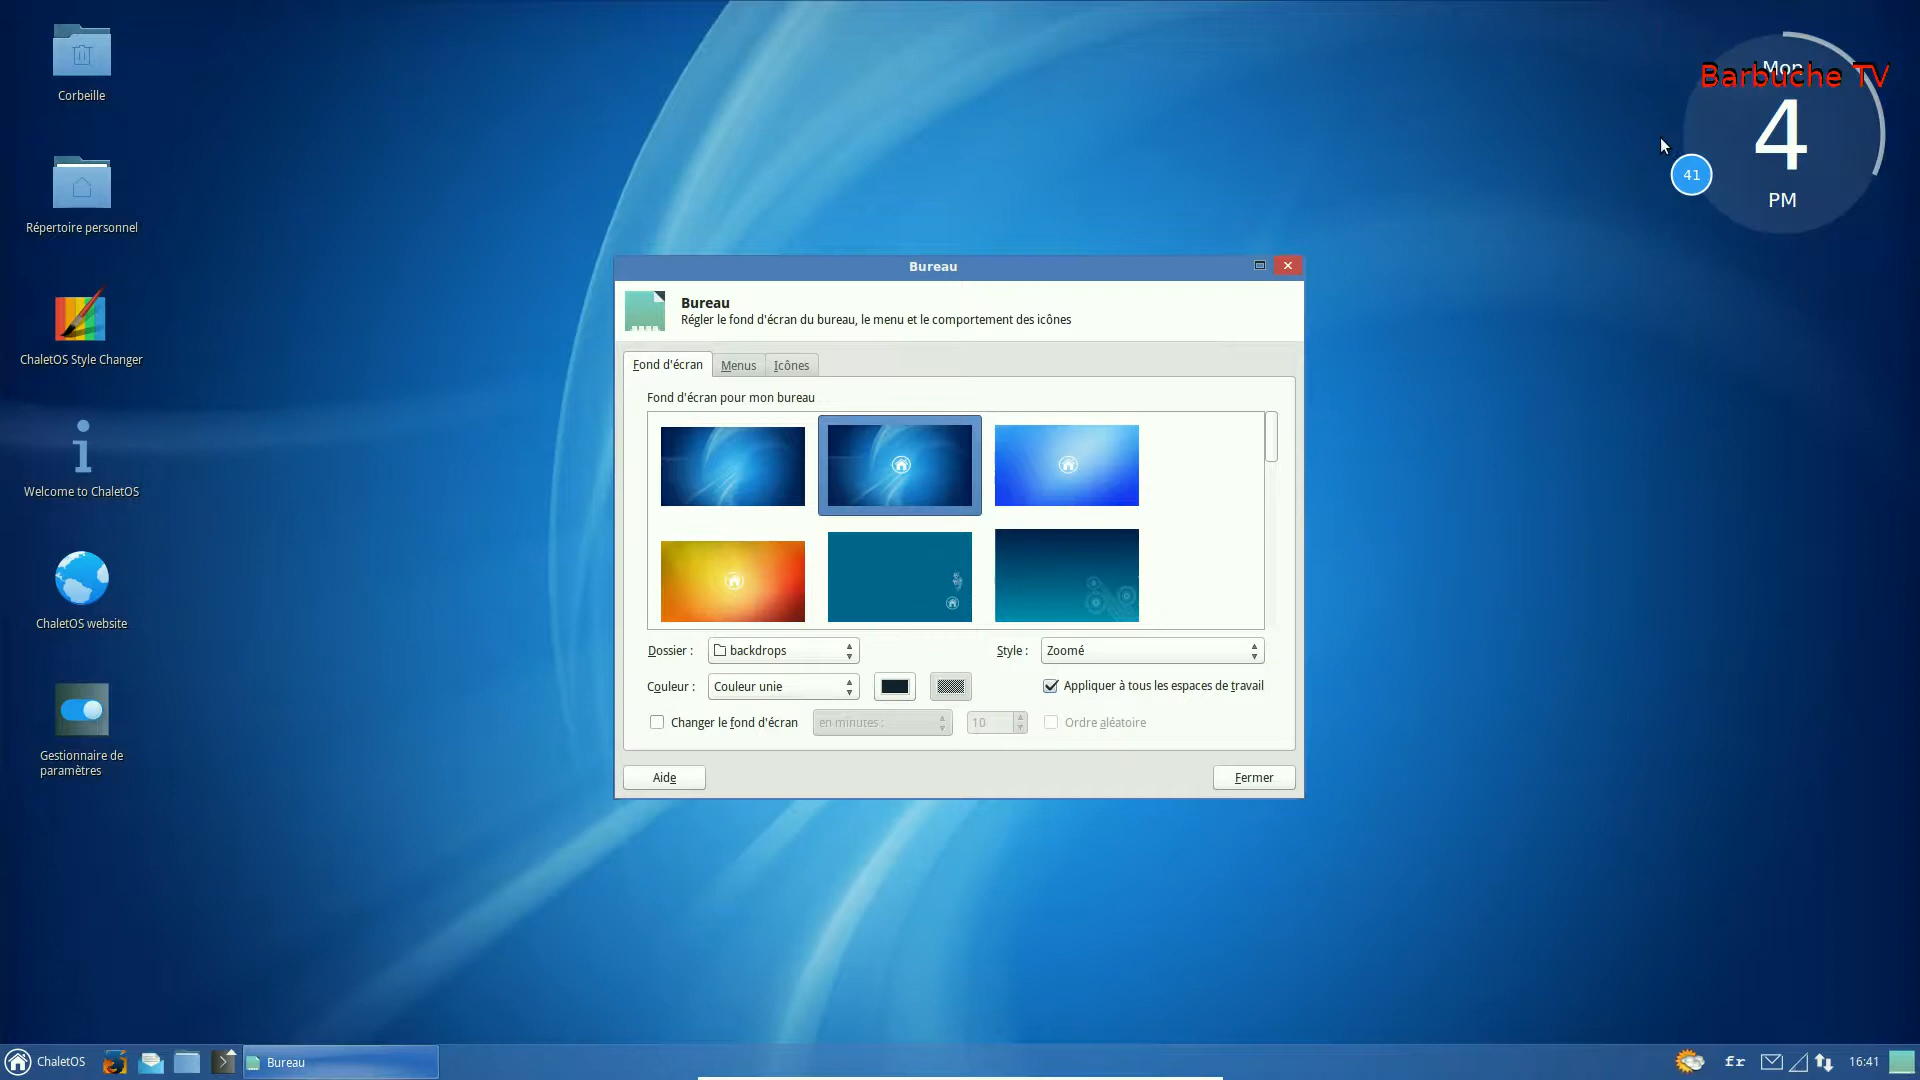 Corbeille
Répertoire personnel
ChaletOS Style Changer
Welcome to ChaletOS
ChaletOS website
Gestionnaire de
paramètres
Mon
Barbuche TV
4
41
PM
Bureau
Bureau
Régler le fond d'écran du bureau, le menu et le comportement des icônes
Fond d'écran Menus Icônes
Fond d'écran pour mon bureau
Dossier : backdrops Style : Zoomé
Couleur : Couleur unie Appliquer à tous les espaces de travail
Changer le fond d'écran en minutes : 10 Ordre aléatoire
Aide Fermer
ChaletOS Bureau fr 16:41